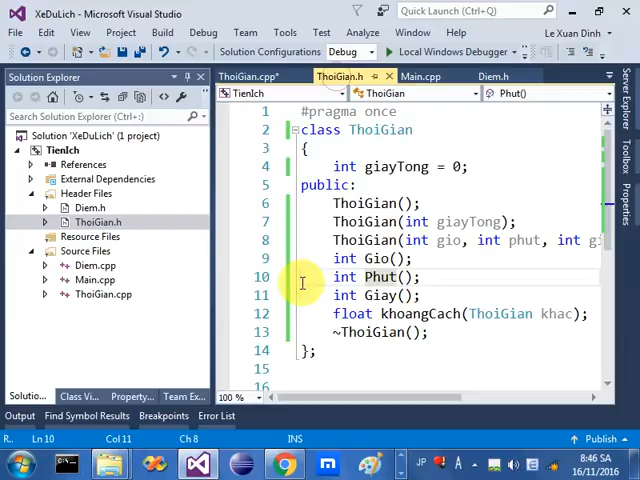 XeDuLich - Microsoft Visual Studio
Quick Launch (Ctrl+Q)
File Edit View Project Build Debug Team Tools Test Analyze Window Help
Le Xuan Dinh
Solution Configurations Debug Local Windows Debugger
Solution Explorer
ThoiGian.cpp* ThoiGian.h Main.cpp Diem.h
TienIch ThoiGian Phut()
Search Solution Explorer (Ctrl+;)
Solution 'XeDuLich' (1 project)
TienIch
References
External Dependencies
Header Files
Diem.h
ThoiGian.h
Resource Files
Source Files
Diem.cpp
Main.cpp
ThoiGian.cpp
1 #pragma once
2 class ThoiGian
3 {
4 int giayTong = 0;
5 public:
6 ThoiGian();
7 ThoiGian(int giayTong);
8 ThoiGian(int gio, int phut, int gi
9 int Gio();
10 int Phut();
11 int Giay();
12 float khoangCach(ThoiGian khac);
13 ~ThoiGian();
14 };
15
16
100 %
Toolbox
Properties
Solutio... Class Vi... Property... Team Ex...
Output Find Symbol Results Breakpoints Error List
R.. Ln 10 Col 11 Ch 8 INS Publish
JP A
8:46 SA
16/11/2016